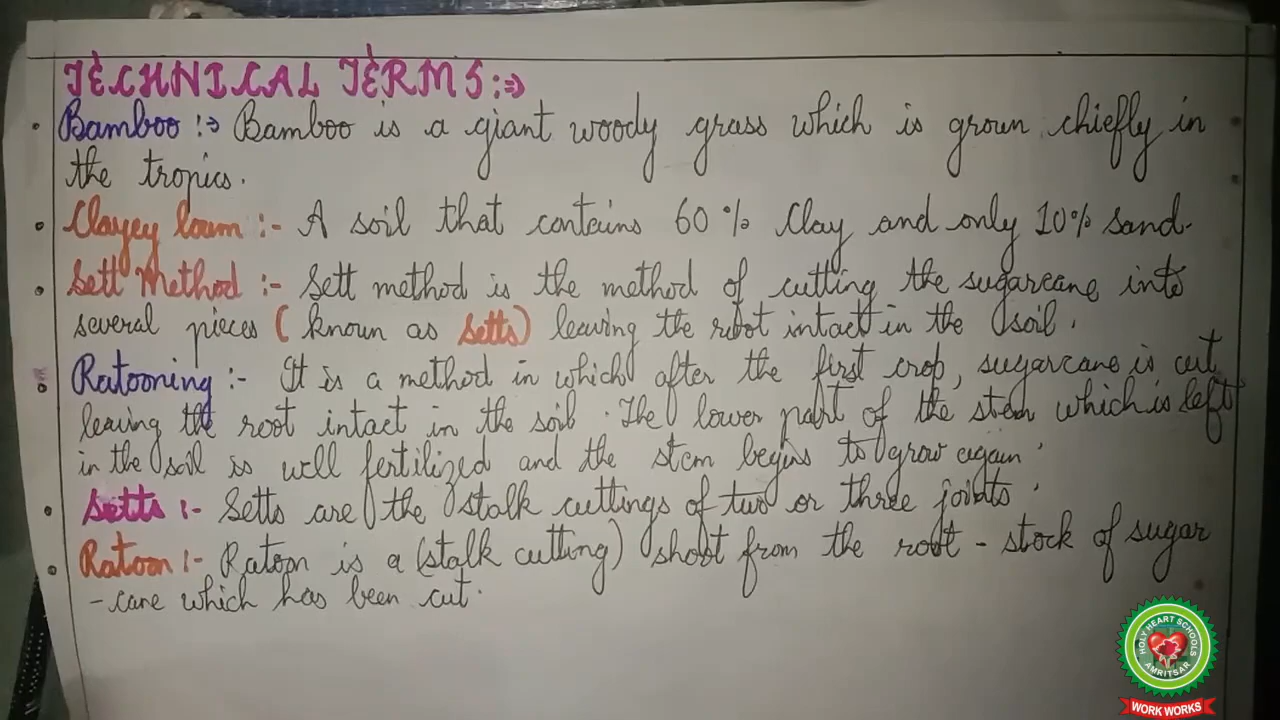 TECHNICAL TERMS:⇒
• Bamboo :⇒ Bamboo is a giant woody grass which is grown chiefly in
the tropics.
• Clayey loam :- A soil that contains 60% Clay and only 10% sand.
• Sett Method :- Sett method is the method of cutting the sugarcane into
several pieces (known as Setts) leaving the root intact in the soil.
• Ratooning :- It is a method in which after the first crop, sugarcane is cut
leaving the root intact in the soil. The lower part of the stem which is left
in the soil is well fertilized and the stem begins to grow again.
• Setts :- Setts are the stalk cuttings of two or three joints.
• Ratoon :- Ratoon is a (stalk cutting) shoot from the root - stock of sugar
- cane which has been cut.
HOLY HEART SCHOOLS
AMRITSAR
WORK WORKS